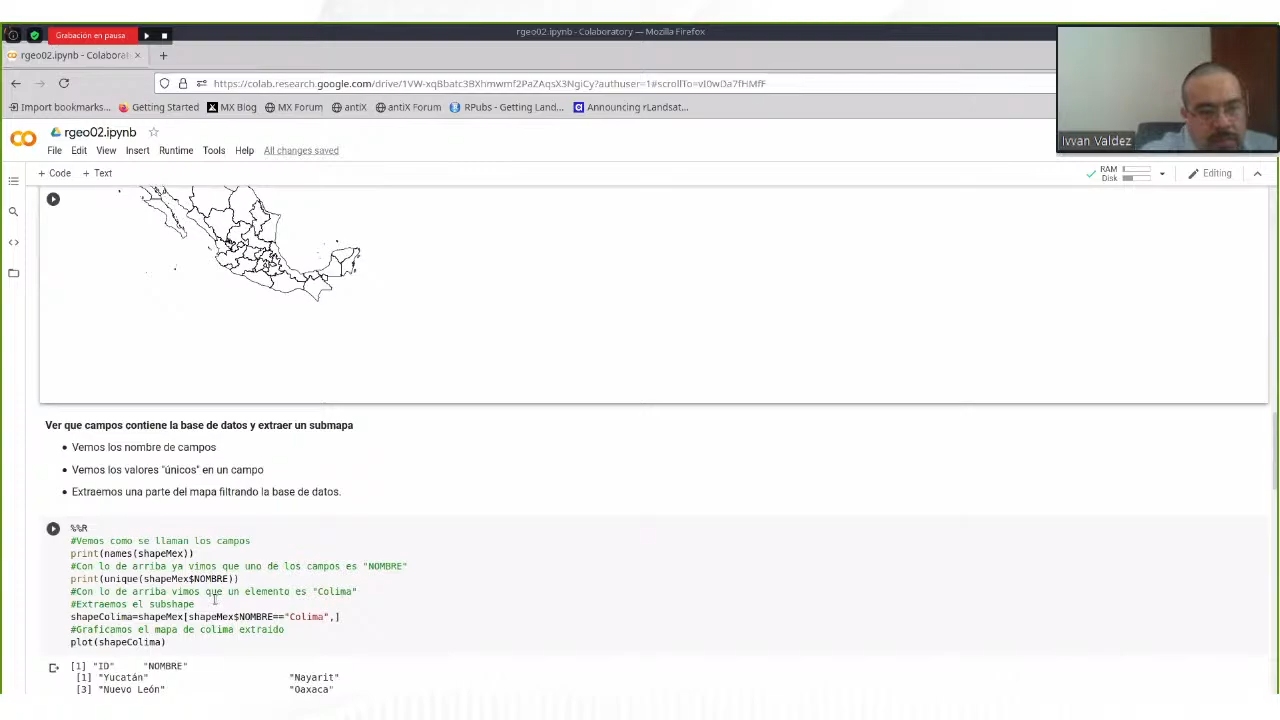 Grabación en pausa
rgeo02.ipynb - Colaboratory — Mozilla Firefox
rgeo02.ipynb - Colaborat
https://colab.research.google.com/drive/1VW-xqBbatc3BXhmwmf2PaZAqsX3NgiCy?authuser=1#scrollTo=vI0wDa7fHMfF
Import bookmarks... Getting Started MX Blog MX Forum antiX antiX Forum RPubs - Getting Land... Announcing rLandsat...
Ivvan Valdez
rgeo02.ipynb
File Edit View Insert Runtime Tools Help All changes saved
+ Code + Text
RAM
Disk
Editing
Ver que campos contiene la base de datos y extraer un submapa
Vemos los nombre de campos
Vemos los valores "únicos" en un campo
Extraemos una parte del mapa filtrando la base de datos.
%%R
#Vemos como se llaman los campos
print(names(shapeMex))
#Con lo de arriba ya vimos que uno de los campos es "NOMBRE"
print(unique(shapeMex$NOMBRE))
#Con lo de arriba vimos que un elemento es "Colima"
#Extraemos el subshape
shapeColima=shapeMex[shapeMex$NOMBRE=="Colima",]
#Graficamos el mapa de colima extraido
plot(shapeColima)
[1] "ID" "NOMBRE"
[1] "Yucatán" "Nayarit"
[3] "Nuevo León" "Oaxaca"